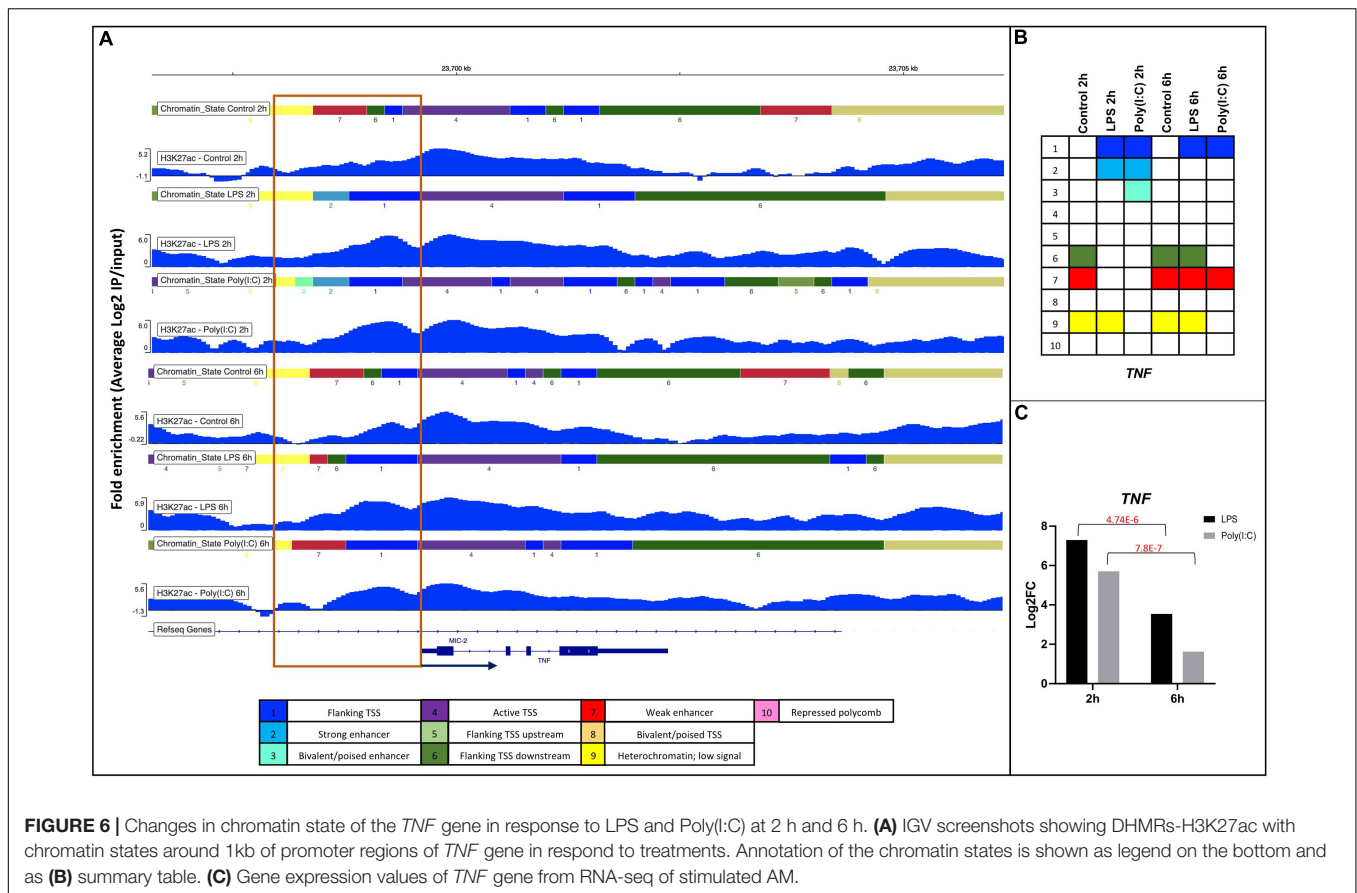 A
23,700 kb
23,705 kb
Chromatin_State Control 2h
9 7 6 1 4 1 6 1 6 7 8
5.2
H3K27ac - Control 2h
-1.1
Chromatin_State LPS 2h
9 2 1 4 1 6
6.0
H3K27ac - LPS 2h
0
Chromatin_State Poly(I:C) 2h
5 9 3 2 1 4 1 4 1 6 1 4 1 6 5 6 1 8
6.0
H3K27ac - Poly(I:C) 2h
0
Chromatin_State Control 6h
5 9 7 6 1 4 1 4 6 1 6 7 8 6
5.6
H3K27ac - Control 6h
-0.22
Chromatin_State LPS 6h
4 5 7 9 7 6 1 4 1 6 1 6
5.9
H3K27ac - LPS 6h
0
Chromatin_State Poly(I:C) 6h
9 7 1 4 1 4 1 6
5.6
H3K27ac - Poly(I:C) 6h
-1.3
Refseq Genes
MIC-2
TNF
Fold enrichment (Average Log2 IP/input)
1 Flanking TSS 4 Active TSS 7 Weak enhancer 10 Repressed polycomb
2 Strong enhancer 5 Flanking TSS upstream 8 Bivalent/poised TSS
3 Bivalent/poised enhancer 6 Flanking TSS downstream 9 Heterochromatin; low signal
B
Control 2h
LPS 2h
Poly(I:C) 2h
Control 6h
LPS 6h
Poly(I:C) 6h
1
2
3
4
5
6
7
8
9
10
TNF
C
TNF
LPS
Poly(I:C)
4.74E-6
7.8E-7
8
6
4
2
0
Log2FC
2h 6h
FIGURE 6 | Changes in chromatin state of the TNF gene in response to LPS and Poly(I:C) at 2 h and 6 h. (A) IGV screenshots showing DHMRs-H3K27ac with
chromatin states around 1kb of promoter regions of TNF gene in respond to treatments. Annotation of the chromatin states is shown as legend on the bottom and
as (B) summary table. (C) Gene expression values of TNF gene from RNA-seq of stimulated AM.